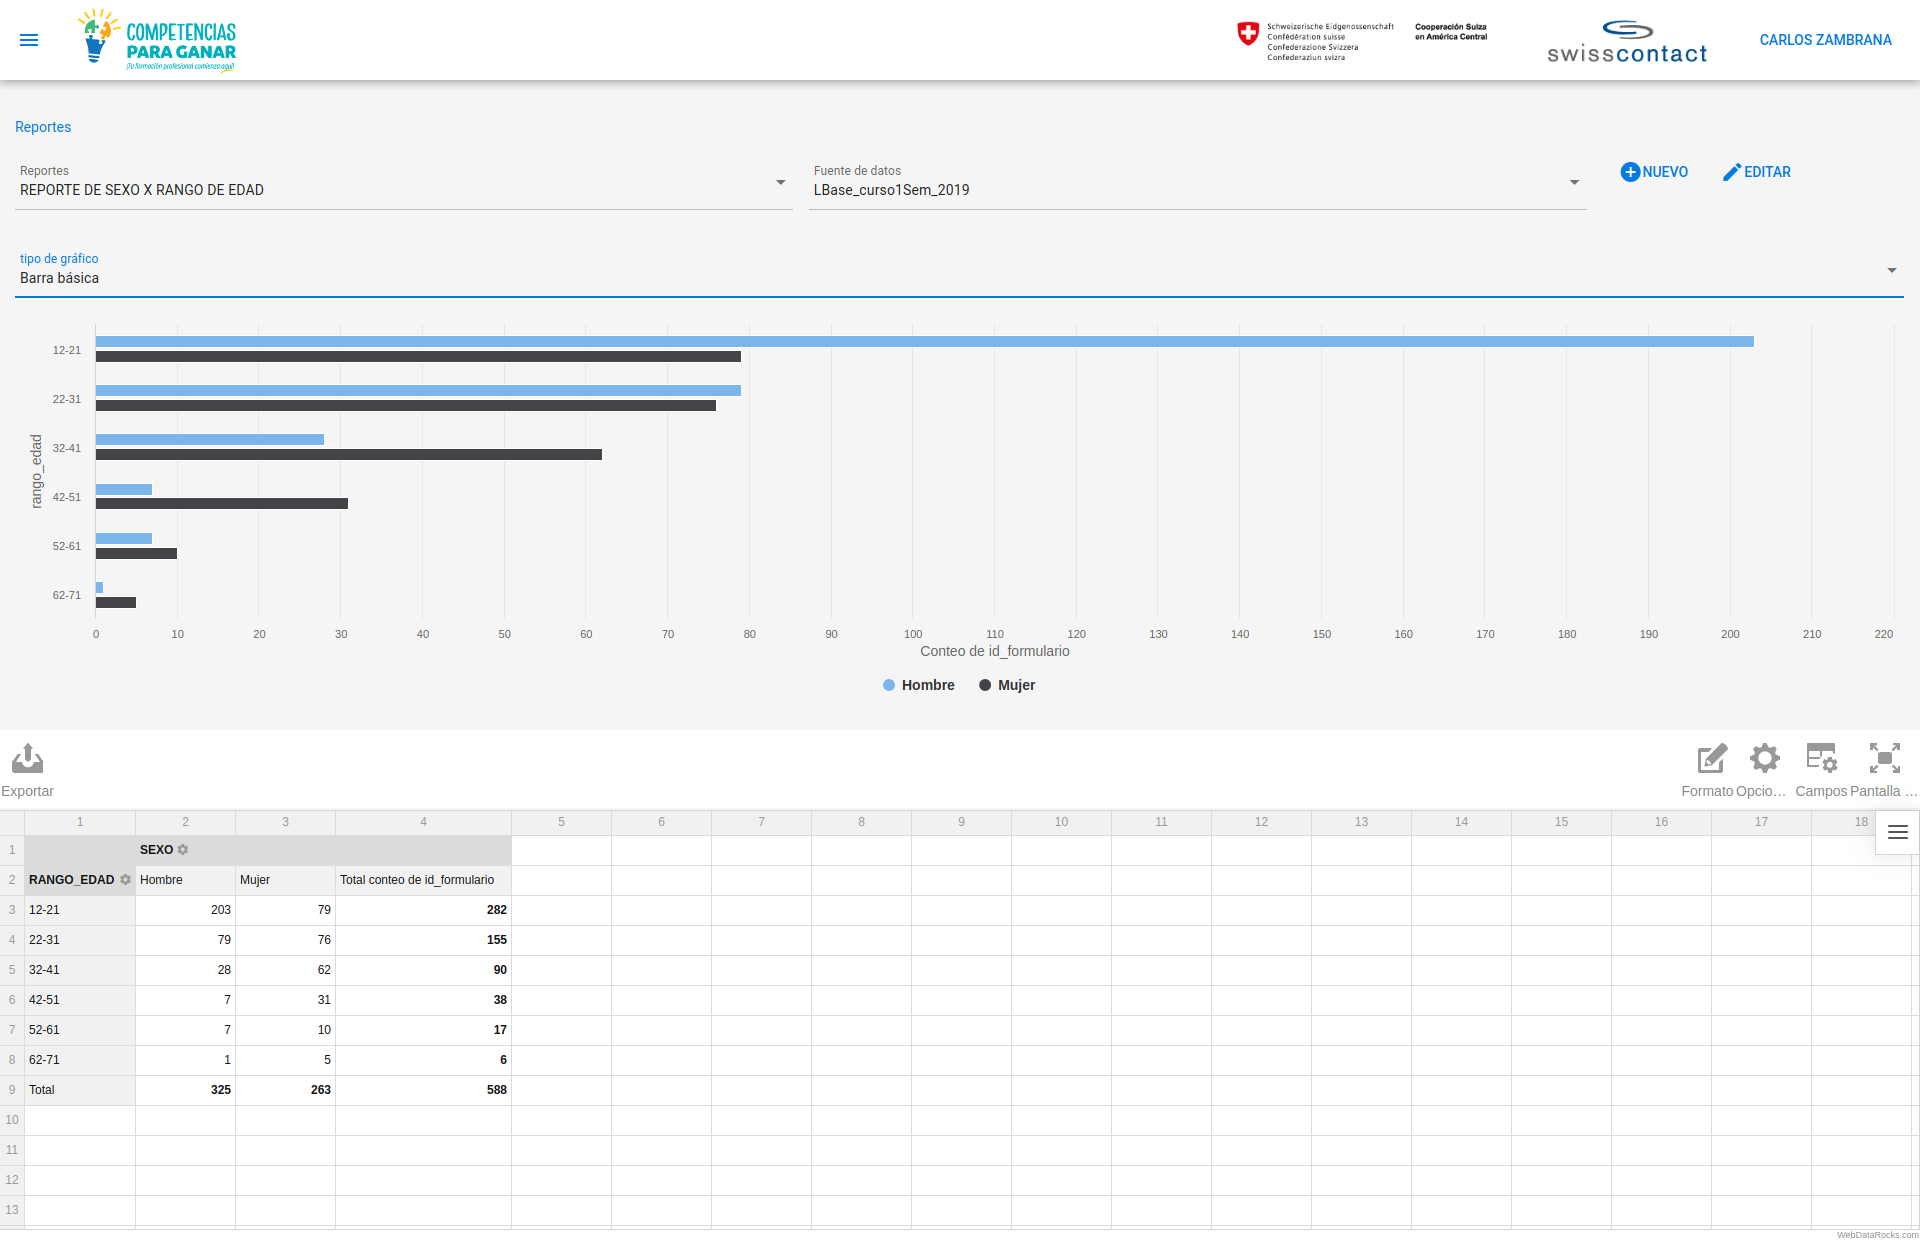 COMPETENCIAS
PARA GANAR
¡Tu formación profesional comienza aquí!
Schweizerische Eidgenossenschaft
Confédération suisse
Confederazione Svizzera
Confederaziun svizra
Cooperación Suiza
en América Central
swisscontact
CARLOS ZAMBRANA
Reportes
Reportes
REPORTE DE SEXO X RANGO DE EDAD
Fuente de datos
LBase_curso1Sem_2019
NUEVO
EDITAR
tipo de gráfico
Barra básica
rango_edad
12-21
22-31
32-41
42-51
52-61
62-71
0 10 20 30 40 50 60 70 80 90 100 110 120 130 140 150 160 170 180 190 200 210 220
Conteo de id_formulario
Hombre Mujer
Exportar
Formato Opcio... Campos Pantalla ...
1 2 3 4 5 6 7 8 9 10 11 12 13 14 15 16 17 18
1 SEXO
2 RANGO_EDAD Hombre Mujer Total conteo de id_formulario
3 12-21 203 79 282
4 22-31 79 76 155
5 32-41 28 62 90
6 42-51 7 31 38
7 52-61 7 10 17
8 62-71 1 5 6
9 Total 325 263 588
10
11
12
13
WebDataRocks.com